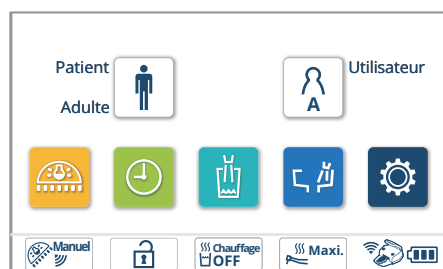 Patient
Adulte
Utilisateur
A
Manuel
Chauffage
OFF
Maxi.